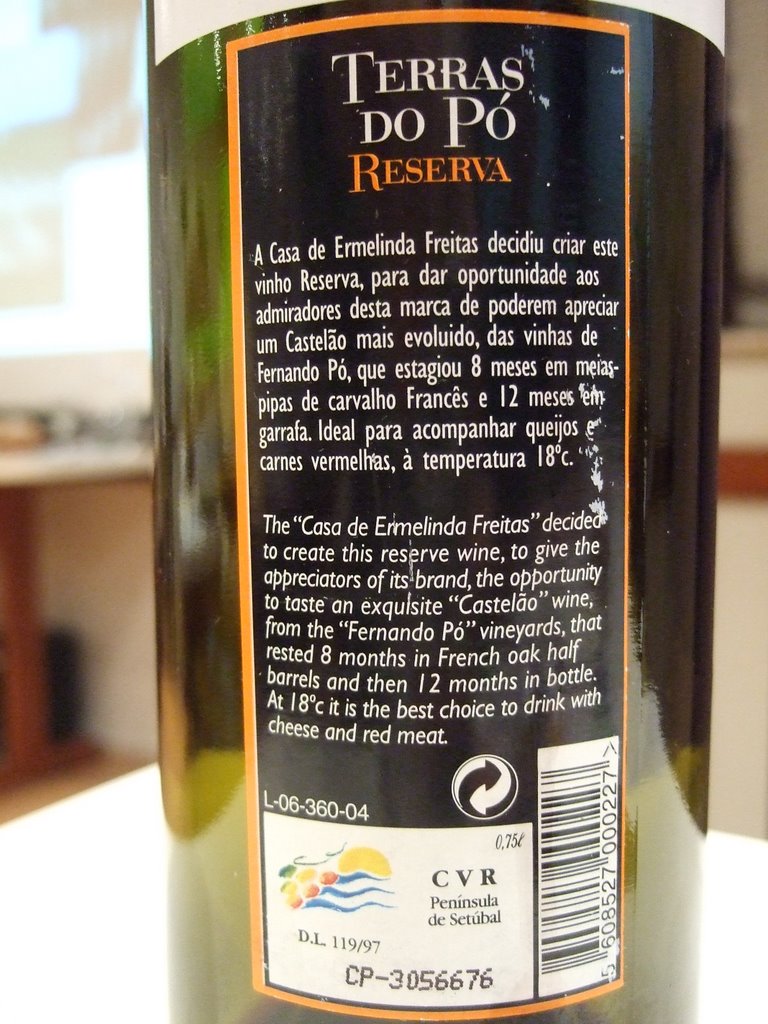 TERRAS
DO PÓ
RESERVA
A Casa de Ermelinda Freitas decidiu criar este
vinho Reserva, para dar oportunidade aos
admiradores desta marca de poderem apreciar
um Castelão mais evoluido, das vinhas de
Fernando Pó, que estagiou 8 meses em meias-
pipas de carvalho Francês e 12 meses em
garrafa. Ideal para acompanhar queijos e
carnes vermelhas, à temperatura 18ºc.
The "Casa de Ermelinda Freitas" decided
to create this reserve wine, to give the
appreciators of its brand, the opportunity
to taste an exquisite "Castelão" wine,
from the "Fernando Pó" vineyards, that
rested 8 months in French oak half
barrels and then 12 months in bottle.
At 18ºc it is the best choice to drink with
cheese and red meat.
L-06-360-04
0,75ℓ
CVR
Península
de Setúbal
D.L. 119/97
CP-3056676
5 608527 000227 >